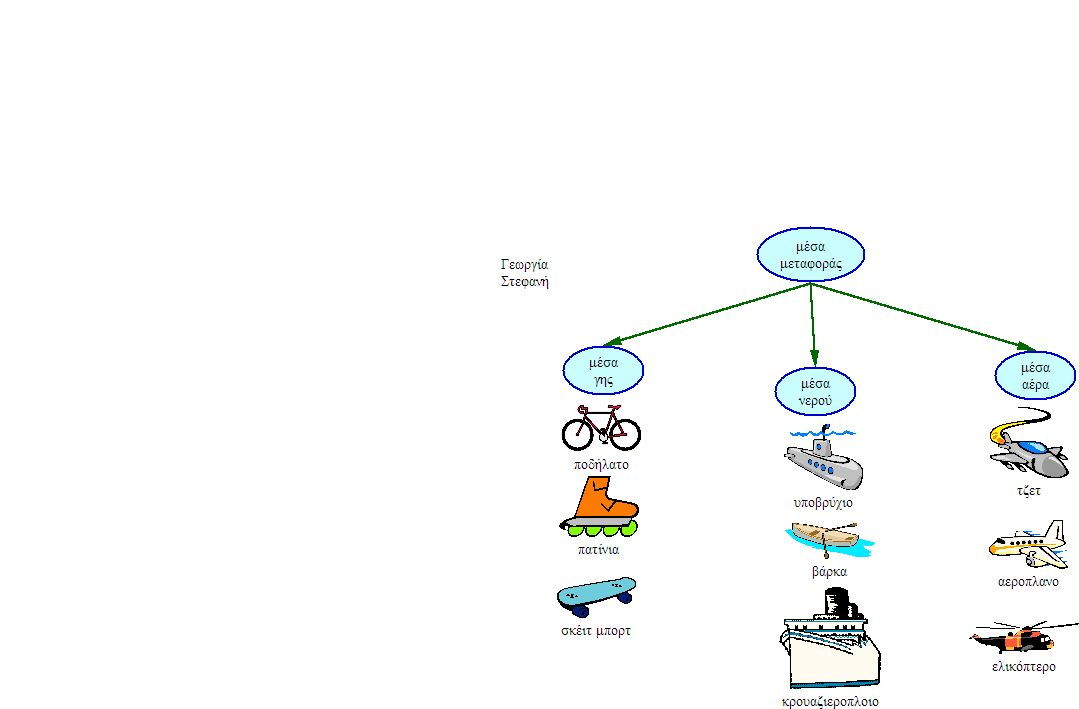 μέσα
μεταφοράς
Γεωργία
Στεφανή
μέσα
γης
μέσα
νερού
μέσα
αέρα
ποδήλατο
πατίνια
σκέιτ μπορτ
υποβρύχιο
βάρκα
κρουαζιεροπλοιο
τζετ
αεροπλανο
ελικόπτερο